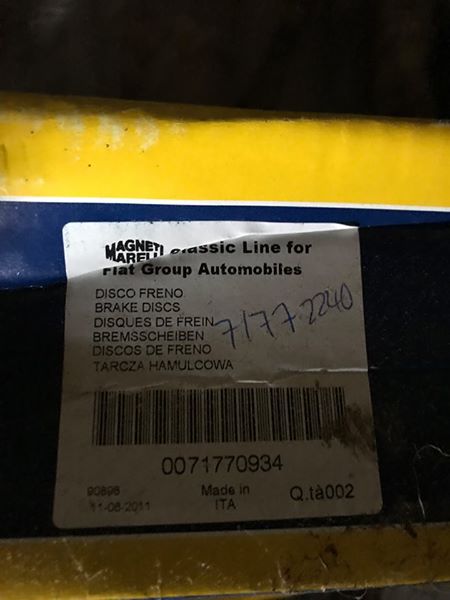 MAGNETI MARELLI Classic Line for
Fiat Group Automobiles
DISCO FRENO
BRAKE DISCS
DISQUES DE FREIN
BREMSSCHEIBEN
DISCOS DE FRENO
TARCZA HAMULCOWA
71772240
0071770934
90898 Made in Q.tà002
11-06-2011 ITA